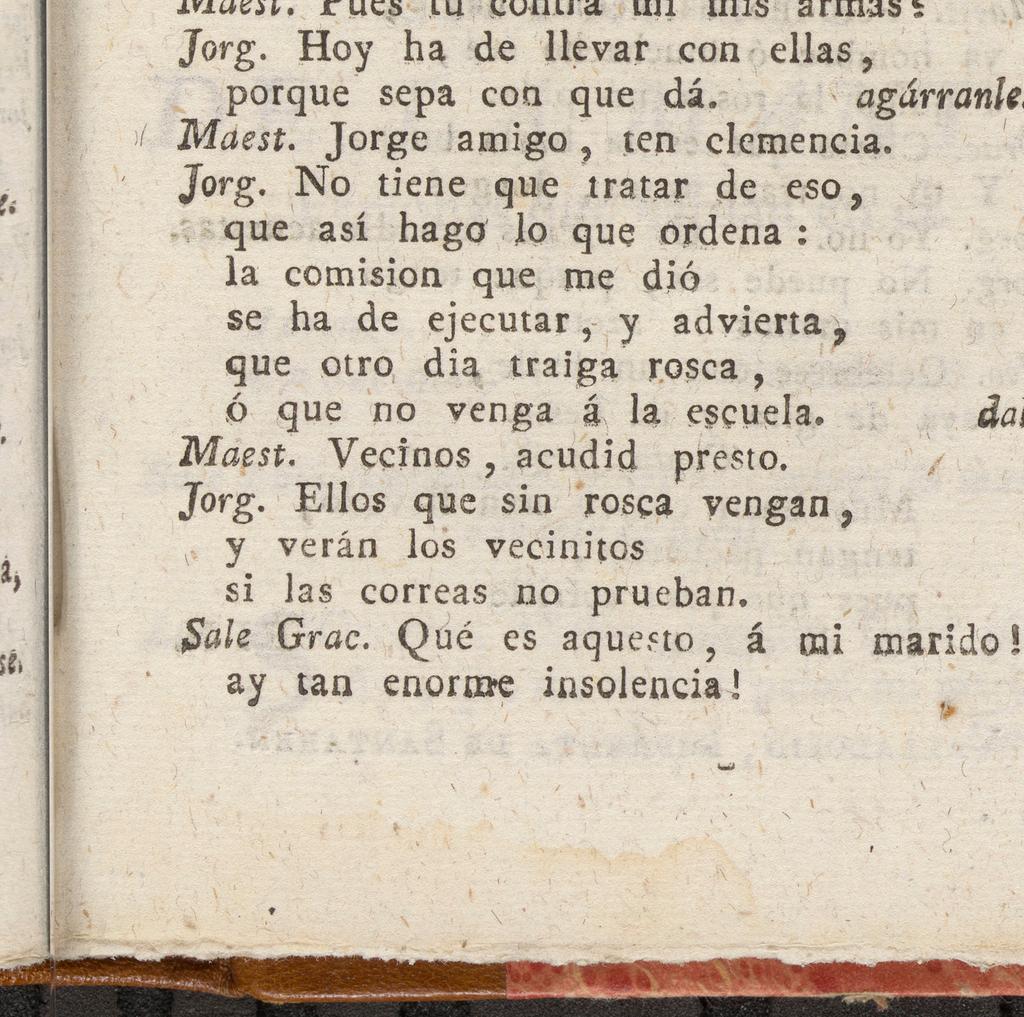 Maest. Pues tú contra mí mis armas?
Jorg. Hoy ha de llevar con ellas,
porque sepa con que dá. agárranle.
Maest. Jorge amigo, ten clemencia.
Jorg. No tiene que tratar de eso,
que así hago lo que ordena:
la comision que me dió
se ha de ejecutar, y advierta,
que otro dia traiga rosca,
ó que no venga á la escuela.
Maest. Vecinos, acudid presto.
Jorg. Ellos que sin rosca vengan,
y verán los vecinitos
si las correas no prueban.
Sale Grac. Qué es aquesto, á mi marido!
ay tan enorme insolencia!